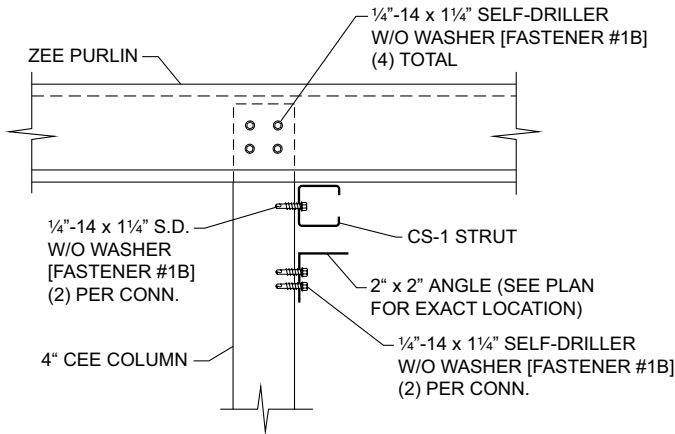 ¼"-14 x 1¼" SELF-DRILLER
W/O WASHER [FASTENER #1B]
(4) TOTAL
ZEE PURLIN
¼"-14 x 1¼" S.D.
W/O WASHER
[FASTENER #1B]
(2) PER CONN.
CS-1 STRUT
2" x 2" ANGLE (SEE PLAN
FOR EXACT LOCATION)
¼"-14 x 1¼" SELF-DRILLER
W/O WASHER [FASTENER #1B]
(2) PER CONN.
4" CEE COLUMN